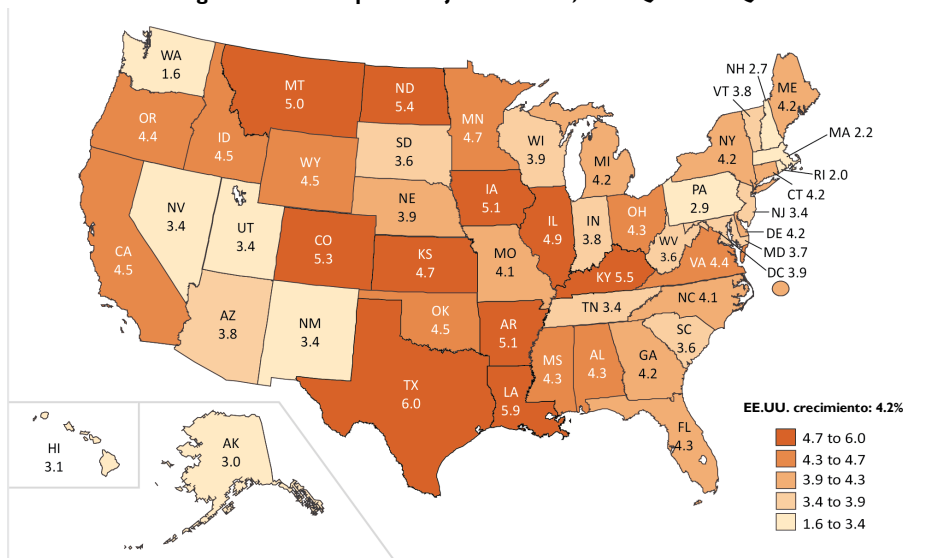 WA
1.6
MT
5.0
ND
5.4
MN
4.7
OR
4.4
ID
4.5
WY
4.5
SD
3.6
WI
3.9
MI
4.2
NH 2.7
VT 3.8
ME
4.2
NY
4.2
MA 2.2
RI 2.0
CT 4.2
NJ 3.4
DE 4.2
MD 3.7
DC 3.9
PA
2.9
NV
3.4
UT
3.4
CA
4.5
CO
5.3
NE
3.9
IA
5.1
IL
4.9
IN
3.8
OH
4.3
WV
3.6
VA 4.4
KS
4.7
MO
4.1
KY 5.5
AZ
3.8
NM
3.4
OK
4.5
AR
5.1
TN 3.4
NC 4.1
SC
3.6
TX
6.0
LA
5.9
MS
4.3
AL
4.3
GA
4.2
FL
4.3
HI
3.1
AK
3.0
EE.UU. crecimiento: 4.2%
4.7 to 6.0
4.3 to 4.7
3.9 to 4.3
3.4 to 3.9
1.6 to 3.4